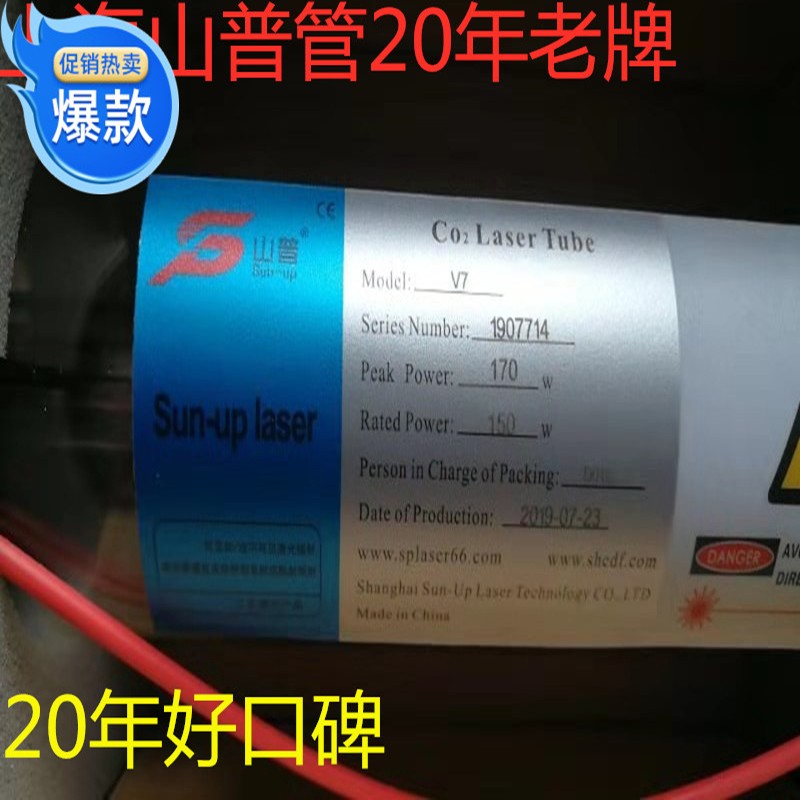 上海山普管20年老牌
促销热卖
爆款
CE
山普®
Sun-up
Sun-up laser
Co₂ Laser Tube
Model: V7
Series Number: 1907714
Peak Power: 170 w
Rated Power: 150 w
Person in Charge of Packing:
Date of Production: 2019-07-23
www.splaser66.com www.shcdf.com
Shanghai Sun-Up Laser Technology CO., LTD
Made in China
DANGER
20年好口碑